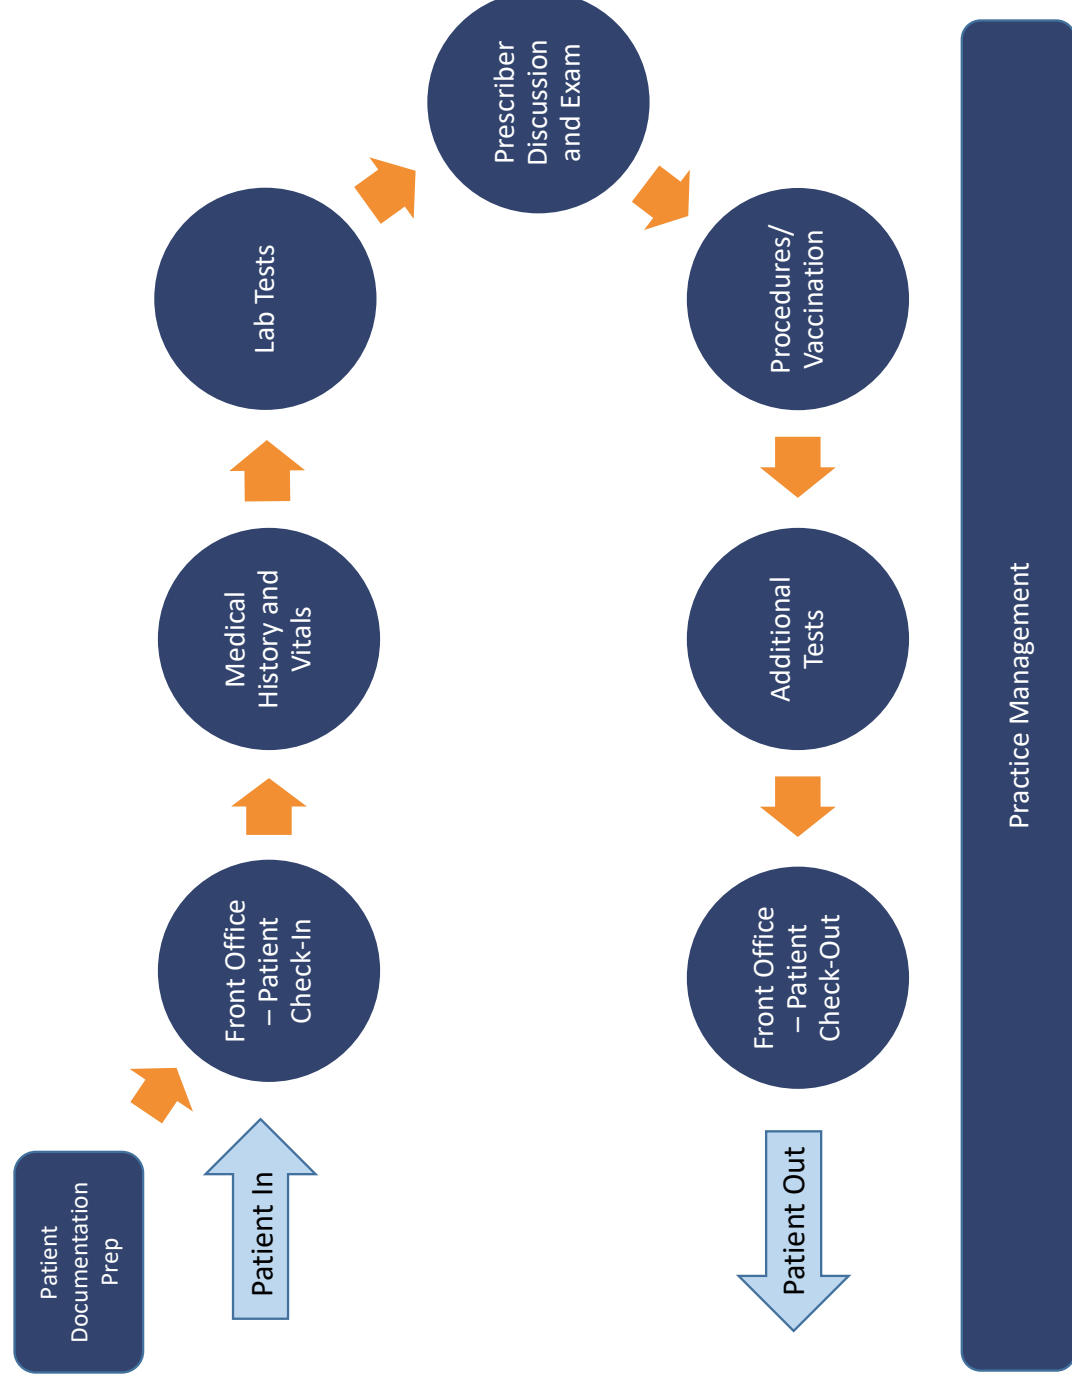 Patient
Documentation
Prep
Patient In
Front Office
– Patient
Check-In
Medical
History and
Vitals
Lab Tests
Prescriber
Discussion
and Exam
Procedures/
Vaccination
Additional
Tests
Front Office
– Patient
Check-Out
Patient Out
Practice Management